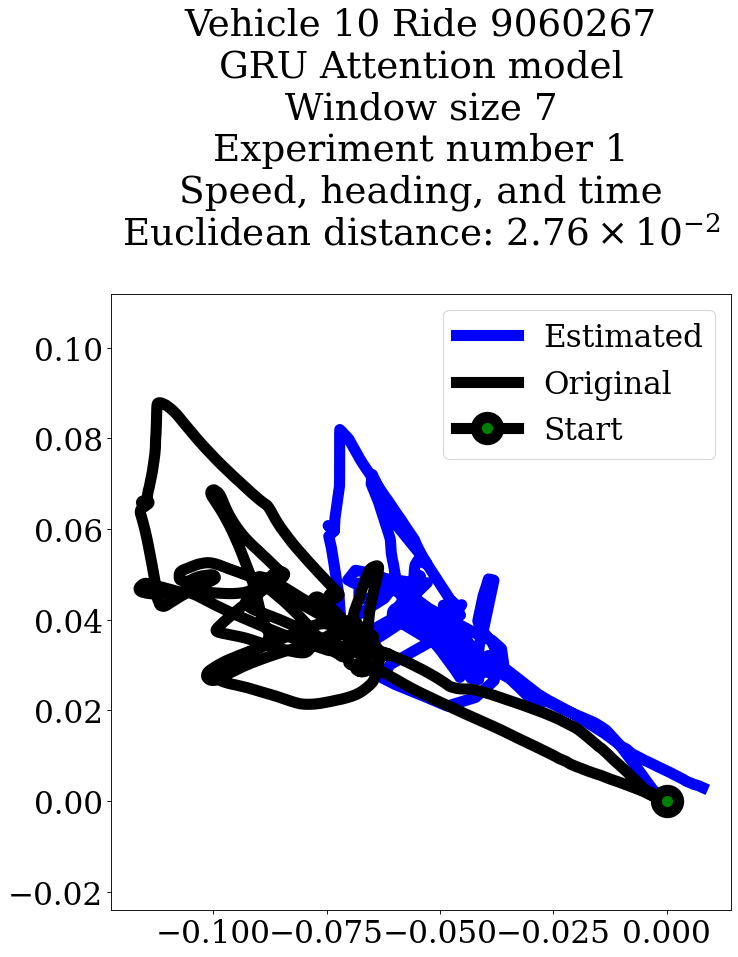 Vehicle 10 Ride 9060267
GRU Attention model
Window size 7
Experiment number 1
Speed, heading, and time
Euclidean distance: 2.76 × 10⁻²
Estimated
Original
Start
0.10
0.08
0.06
0.04
0.02
0.00
−0.02
−0.100 −0.075 −0.050 −0.025 0.000